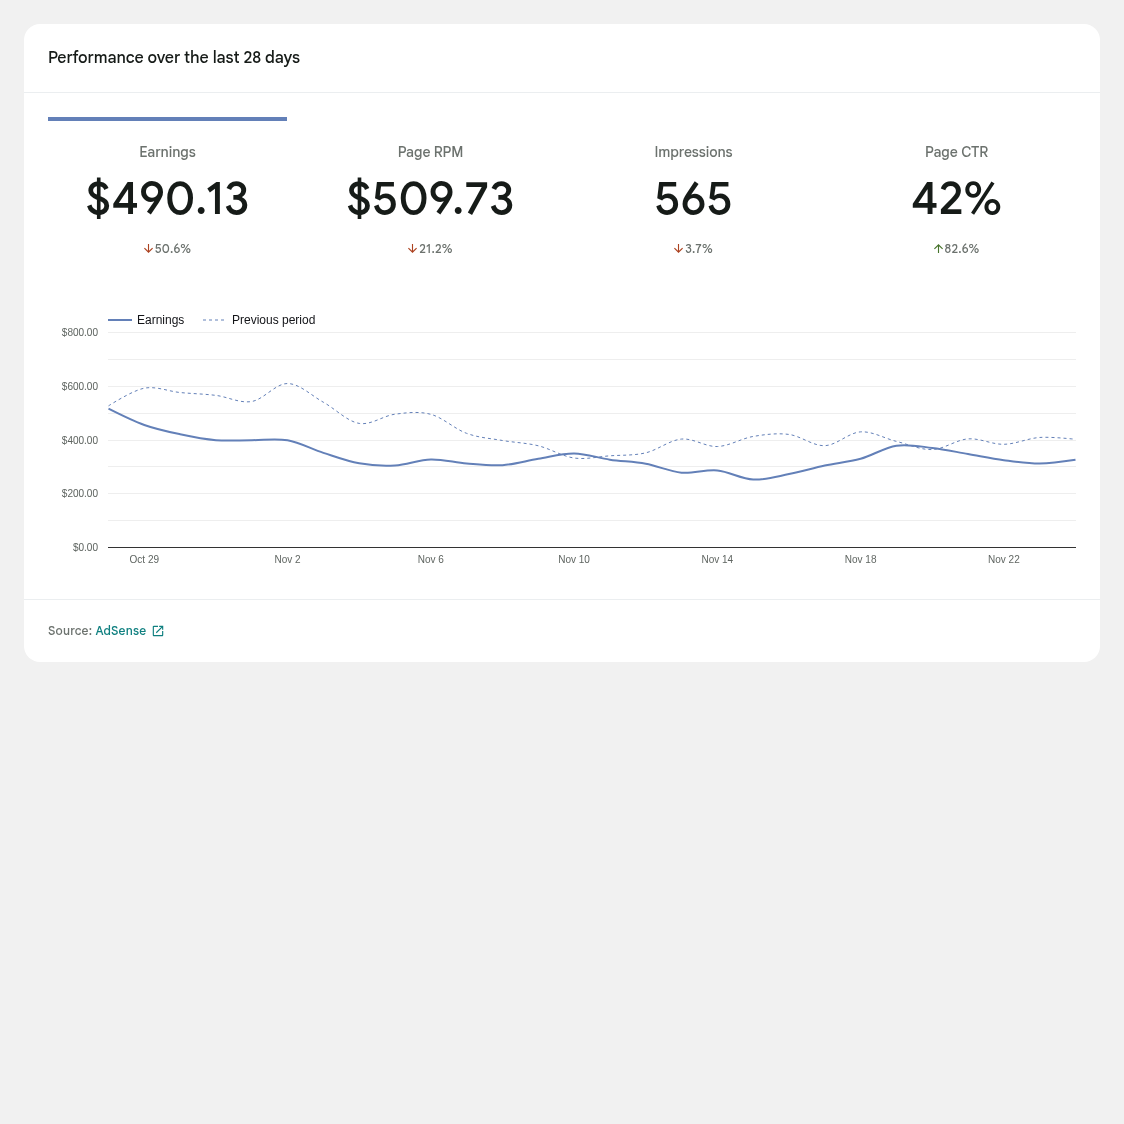 Performance over the last 28 days
Earnings
$490.13
50.6%
Page RPM
$509.73
21.2%
Impressions
565
3.7%
Page CTR
42%
82.6%
Earnings Previous period
$800.00
$600.00
$400.00
$200.00
$0.00
Oct 29 Nov 2 Nov 6 Nov 10 Nov 14 Nov 18 Nov 22
Source: AdSense